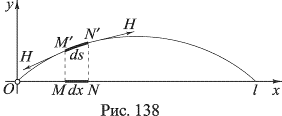 y
H
M' N' H
ds
O M dx N l x
Рис. 138